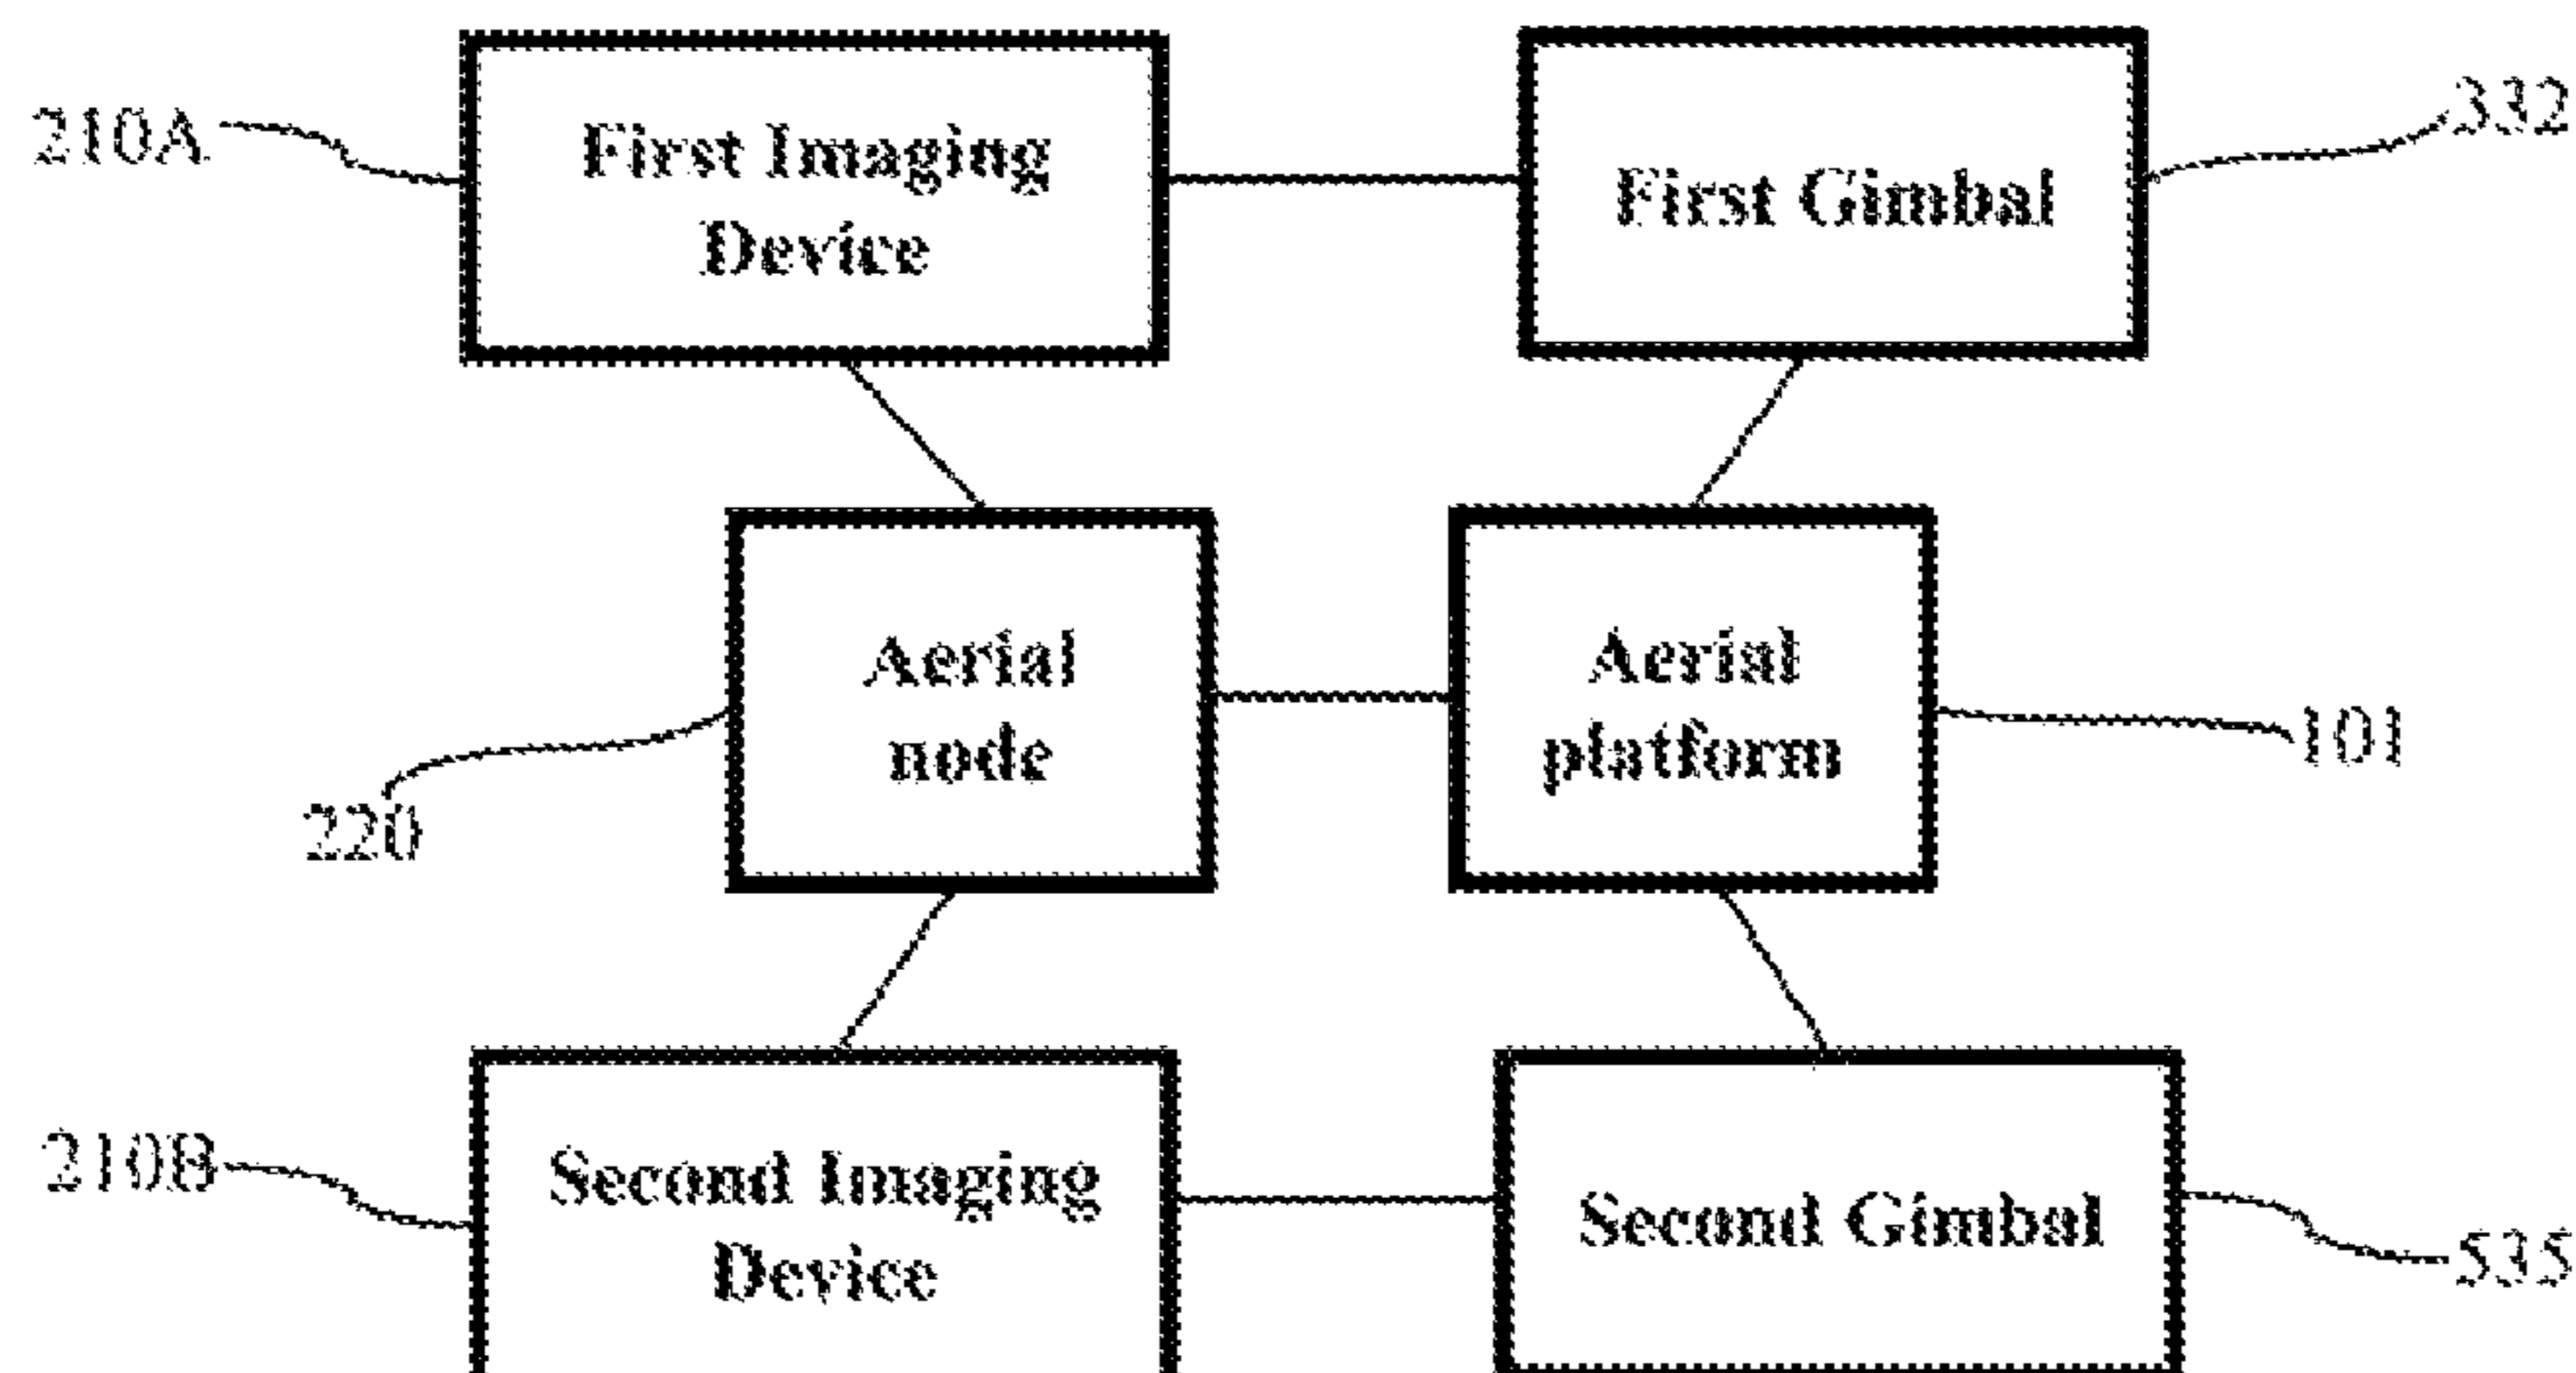 210A
First Imaging
Device
First Gimbal
332
Aerial
node
Aerial
platform
101
220
210B
Second Imaging
Device
Second Gimbal
535